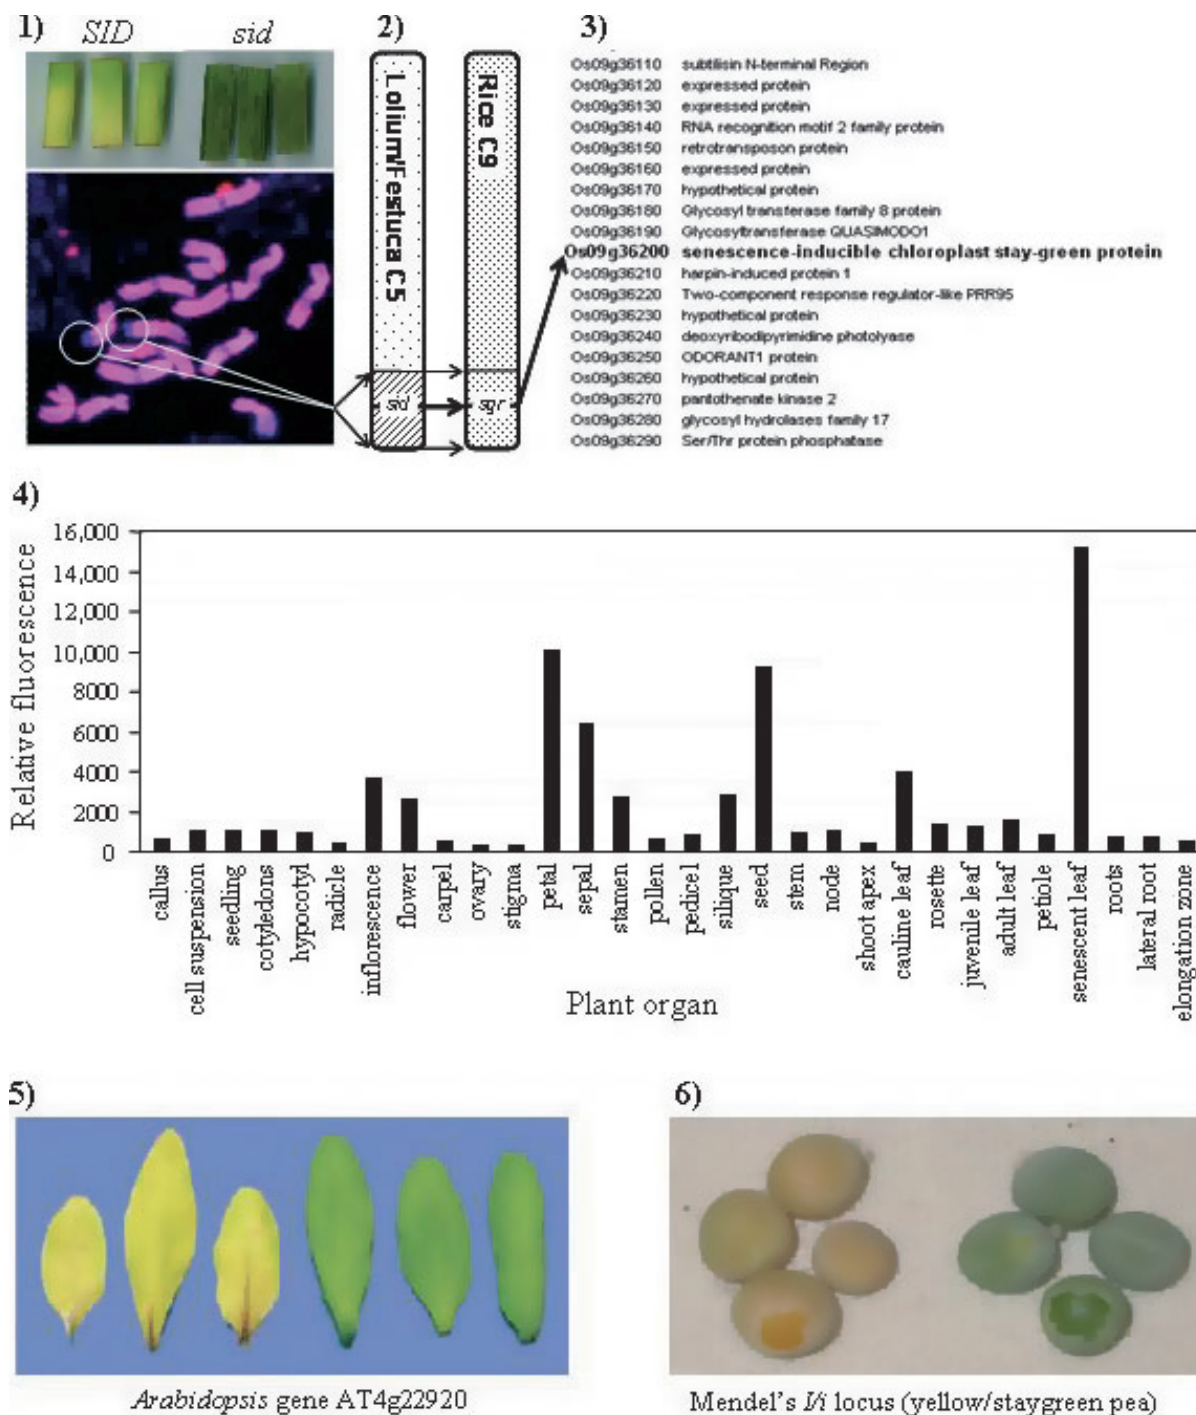 1)
SID
sid
2)
3)
Lolium/Festuca C5
Rice C9
sid
sgr
Os09g36110 subtilisin N-terminal Region
Os09g36120 expressed protein
Os09g36130 expressed protein
Os09g36140 RNA recognition motif 2 family protein
Os09g36150 retrotransposon protein
Os09g36160 expressed protein
Os09g36170 hypothetical protein
Os09g36180 Glycosyl transferase family 8 protein
Os09g36190 Glycosyltransferase QUASIMODO1
Os09g36200 senescence-inducible chloroplast stay-green protein
Os09g36210 harpin-induced protein 1
Os09g36220 Two-component response regulator-like PRR95
Os09g36230 hypothetical protein
Os09g36240 deoxyribodipyrimidine photolyase
Os09g36250 ODORANT1 protein
Os09g36260 hypothetical protein
Os09g36270 pantothenate kinase 2
Os09g36280 glycosyl hydrolases family 17
Os09g36290 Ser/Thr protein phosphatase
4)
Relative fluorescence
16,000
14,000
12,000
10,000
8000
6000
4000
2000
0
callus
cell suspension
seedling
cotyledons
hypocotyl
radicle
inflorescence
flower
carpel
ovary
stigma
petal
sepal
stamen
pollen
pedicel
silique
seed
stem
node
shoot apex
cauline leaf
rosette
juvenile leaf
adult leaf
petiole
senescent leaf
roots
lateral root
elongation zone
Plant organ
5)
Arabidopsis gene AT4g22920
6)
Mendel's I/i locus (yellow/staygreen pea)